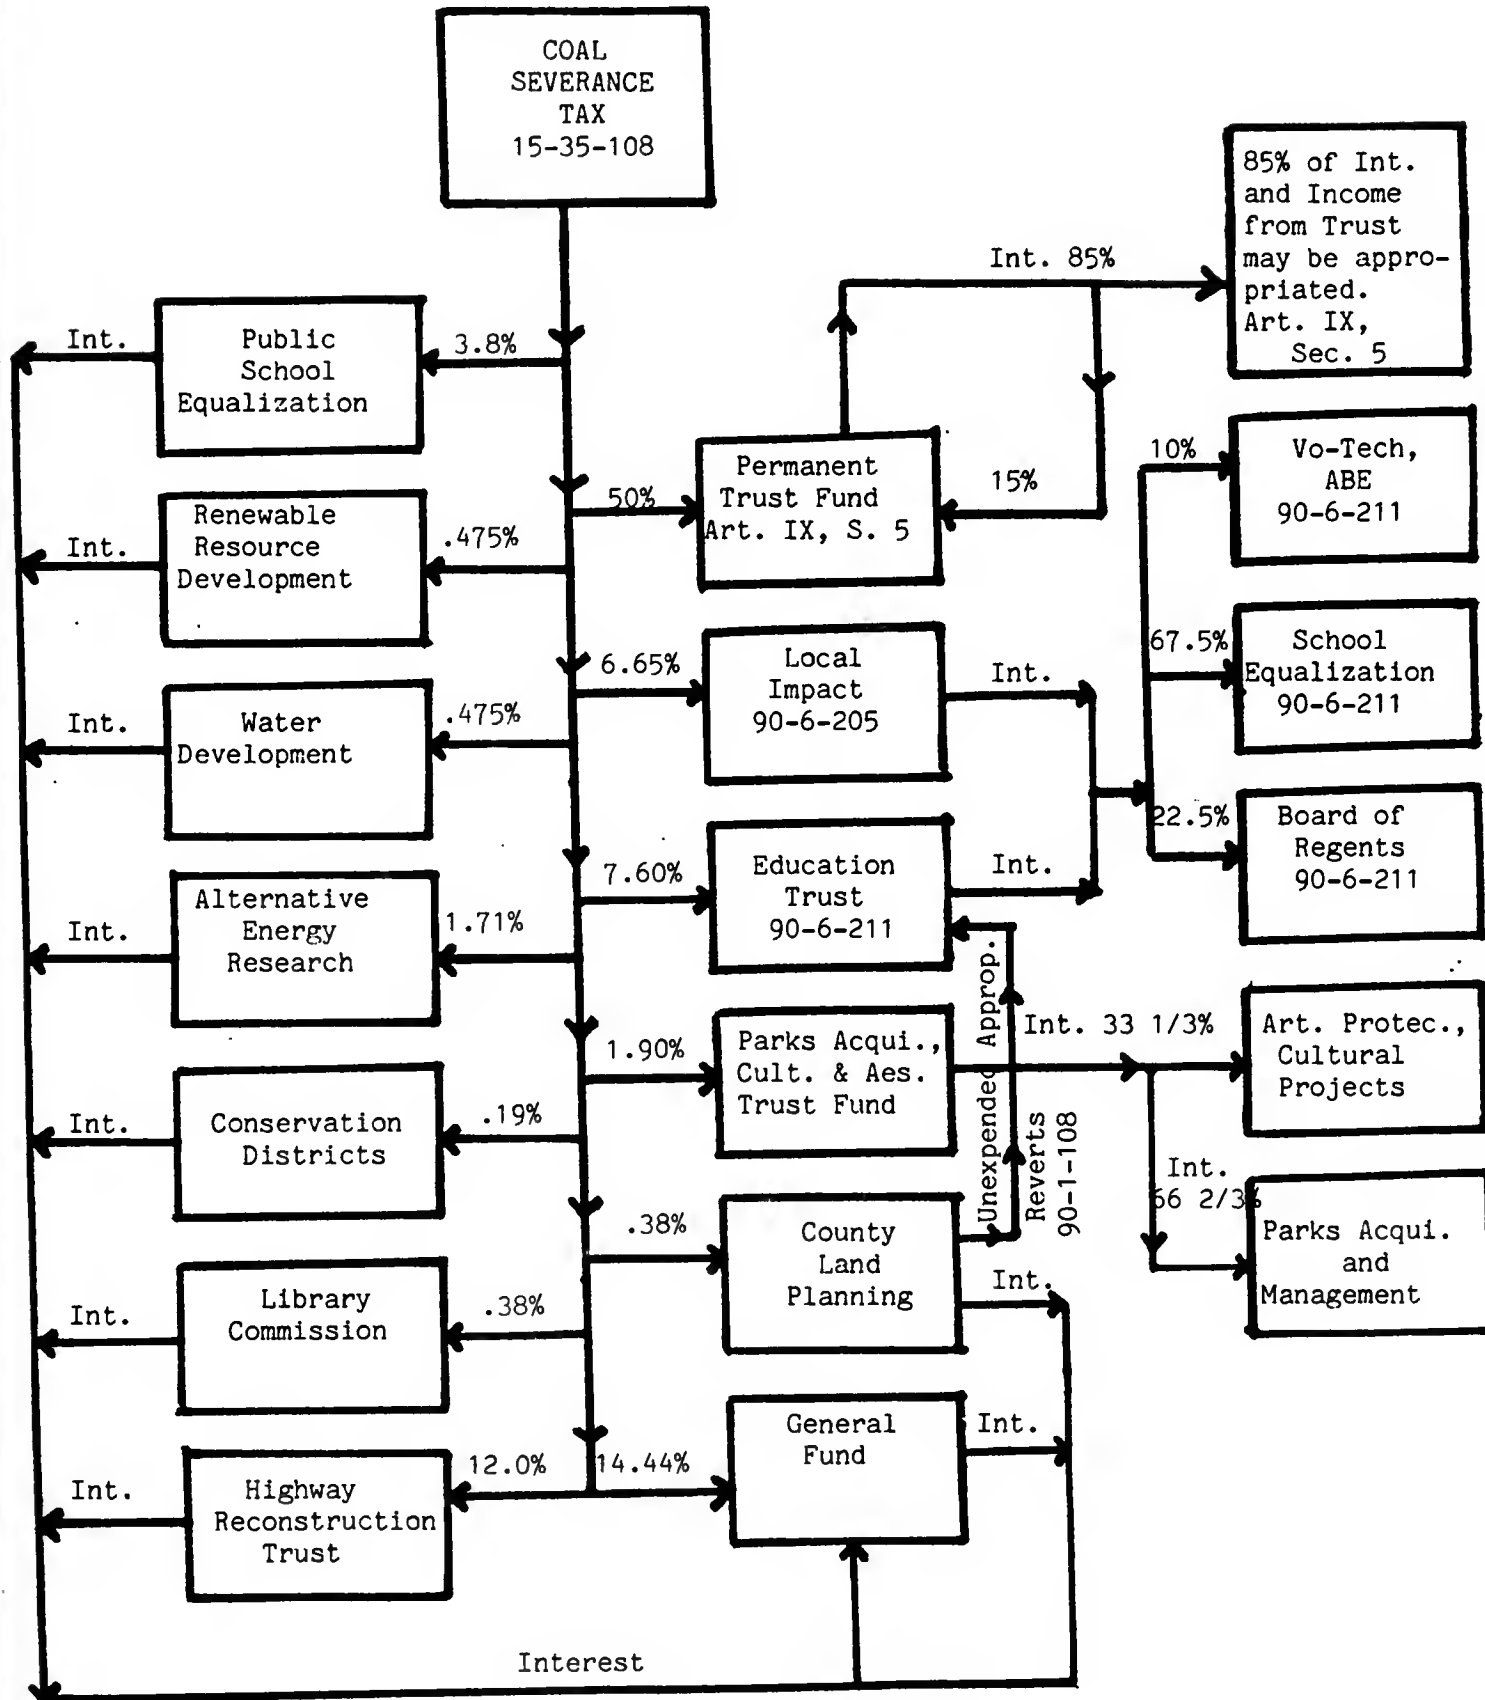 COAL
SEVERANCE
TAX
15-35-108
85% of Int.
and Income
from Trust
may be appro-
priated.
Art. IX,
Sec. 5
Int. 85%
Int.
Public
School
Equalization
3.8%
50%
Permanent
Trust Fund
Art. IX, S. 5
15%
10%
Vo-Tech,
ABE
90-6-211
Int.
Renewable
Resource
Development
.475%
6.65%
Local
Impact
90-6-205
Int.
67.5%
School
Equalization
90-6-211
Int.
Water
Development
.475%
22.5%
Board of
Regents
90-6-211
7.60%
Education
Trust
90-6-211
Int.
Int.
Alternative
Energy
Research
1.71%
Unexpended Approp.
Reverts
90-1-108
1.90%
Parks Acqui.,
Cult. & Aes.
Trust Fund
Int. 33 1/3%
Art. Protec.,
Cultural
Projects
Int.
Conservation
Districts
.19%
Int.
66 2/3%
Parks Acqui.
and
Management
.38%
County
Land
Planning
Int.
Int.
Library
Commission
.38%
14.44%
General
Fund
Int.
Int.
Highway
Reconstruction
Trust
12.0%
Interest